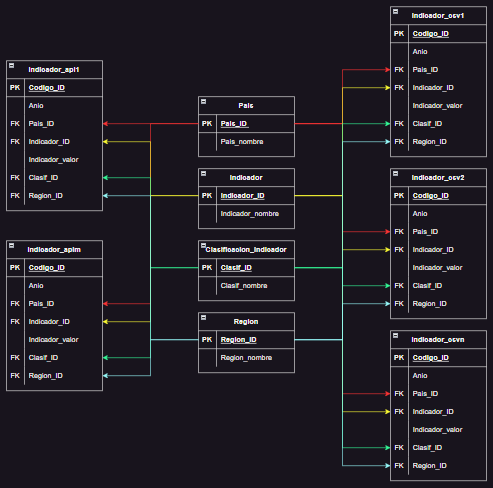 Indicador_api1
PK Codigo_ID
Anio
FK Pais_ID
FK Indicador_ID
Indicador_valor
FK Clasif_ID
FK Region_ID
Indicador_apim
PK Codigo_ID
Anio
FK Pais_ID
FK Indicador_ID
Indicador_valor
FK Clasif_ID
FK Region_ID
Pais
PK Pais_ID
Pais_nombre
Indicador
PK Indicador_ID
Indicador_nombre
Clasificacion_Indicador
PK Clasif_ID
Clasif_nombre
Region
PK Region_ID
Region_nombre
Indicador_csv1
PK Codigo_ID
Anio
FK Pais_ID
FK Indicador_ID
Indicador_valor
FK Clasif_ID
FK Region_ID
Indicador_csv2
PK Codigo_ID
Anio
FK Pais_ID
FK Indicador_ID
Indicador_valor
FK Clasif_ID
FK Region_ID
Indicador_csvn
PK Codigo_ID
Anio
FK Pais_ID
FK Indicador_ID
Indicador_valor
FK Clasif_ID
FK Region_ID